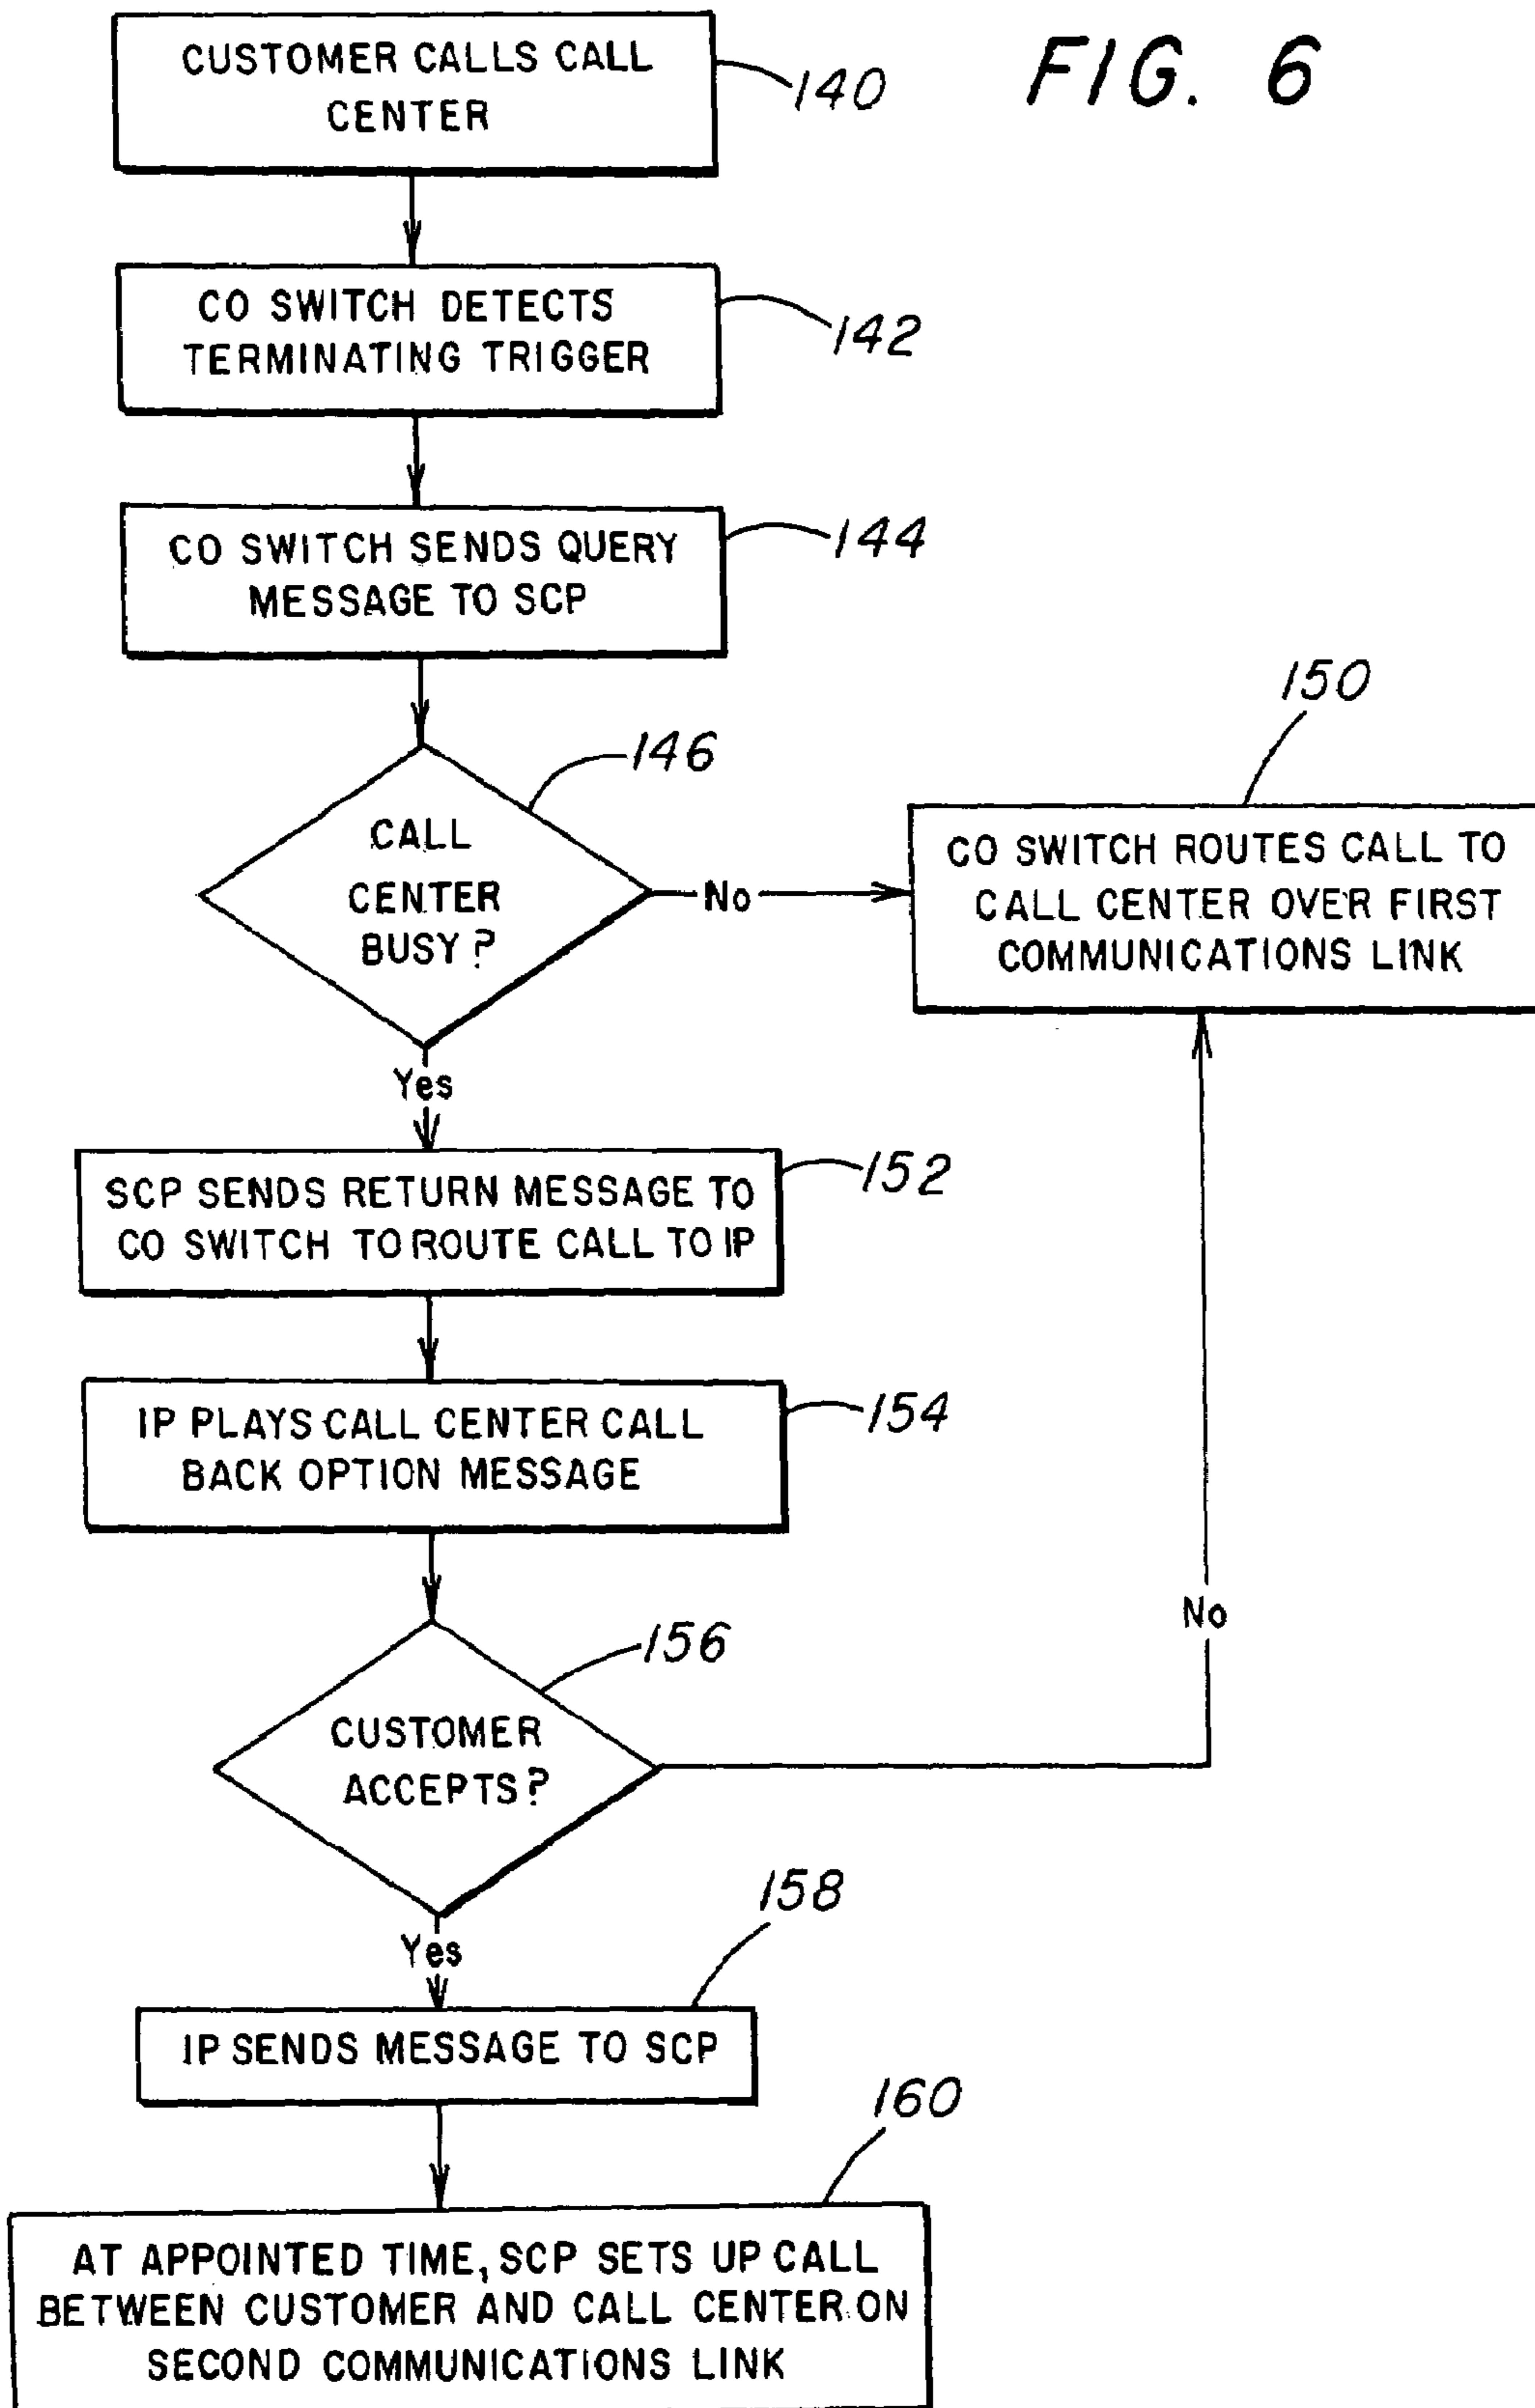 FIG. 6
CUSTOMER CALLS CALL
CENTER
140
CO SWITCH DETECTS
TERMINATING TRIGGER
142
CO SWITCH SENDS QUERY
MESSAGE TO SCP
144
146
CALL
CENTER
BUSY?
No
150
CO SWITCH ROUTES CALL TO
CALL CENTER OVER FIRST
COMMUNICATIONS LINK
Yes
SCP SENDS RETURN MESSAGE TO
CO SWITCH TO ROUTE CALL TO IP
152
IP PLAYS CALL CENTER CALL
BACK OPTION MESSAGE
154
156
CUSTOMER
ACCEPTS?
No
Yes
158
IP SENDS MESSAGE TO SCP
160
AT APPOINTED TIME, SCP SETS UP CALL
BETWEEN CUSTOMER AND CALL CENTER ON
SECOND COMMUNICATIONS LINK